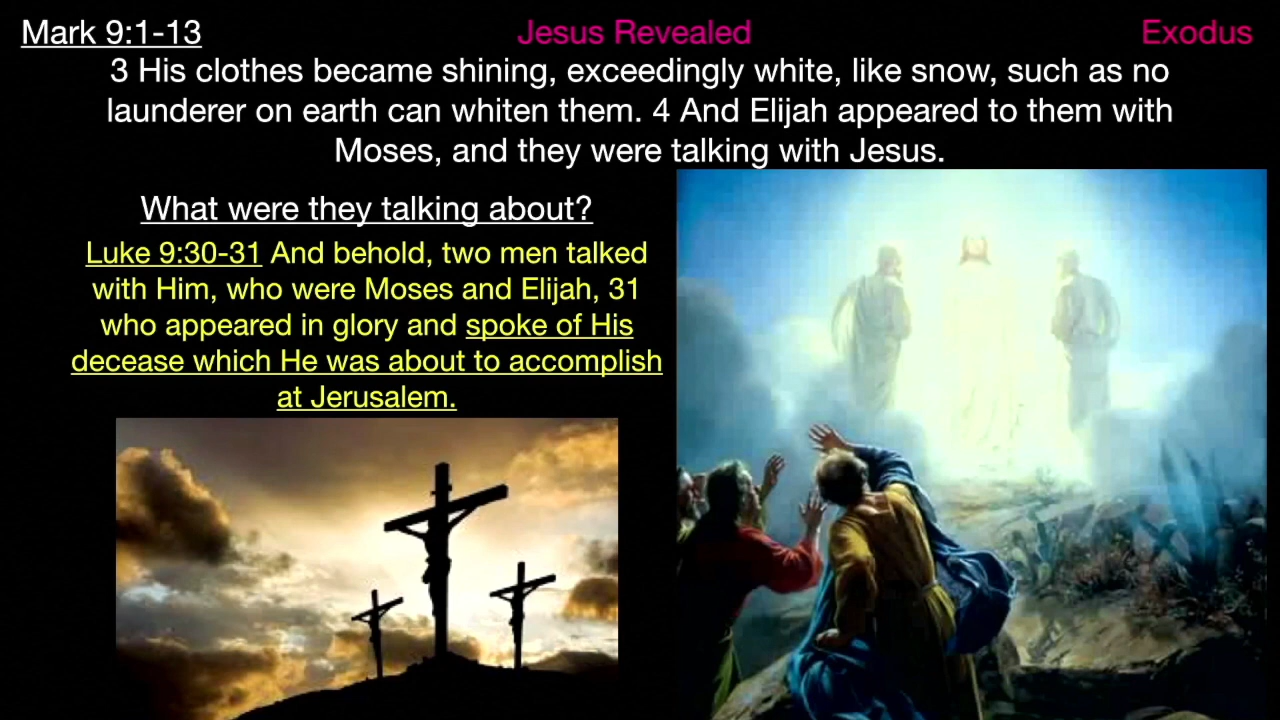 Mark 9:1-13
Jesus Revealed
Exodus
3 His clothes became shining, exceedingly white, like snow, such as no
launderer on earth can whiten them. 4 And Elijah appeared to them with
Moses, and they were talking with Jesus.
What were they talking about?
Luke 9:30-31 And behold, two men talked
with Him, who were Moses and Elijah, 31
who appeared in glory and spoke of His
decease which He was about to accomplish
at Jerusalem.